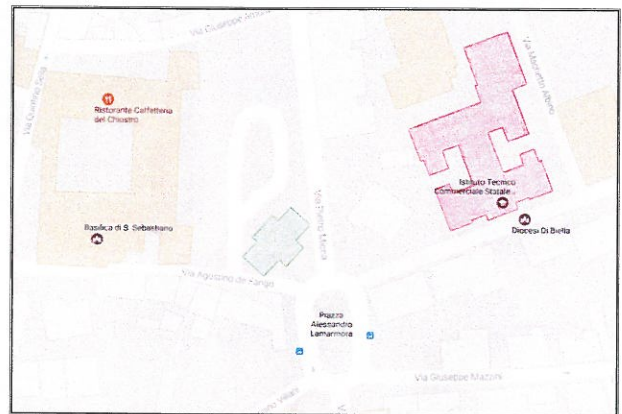 Via Giuseppe
Via Quintino Sella
Ristorante Caffetteria
del Chiostro
Via Pietro Micca
Istituto Tecnico
Commerciale Statale...
Diocesi Di Biella
Basilica di S. Sebastiano
Via Agostino de Fango
Piazza
Alessandro
Lamarmora
Via Giuseppe Mazzini